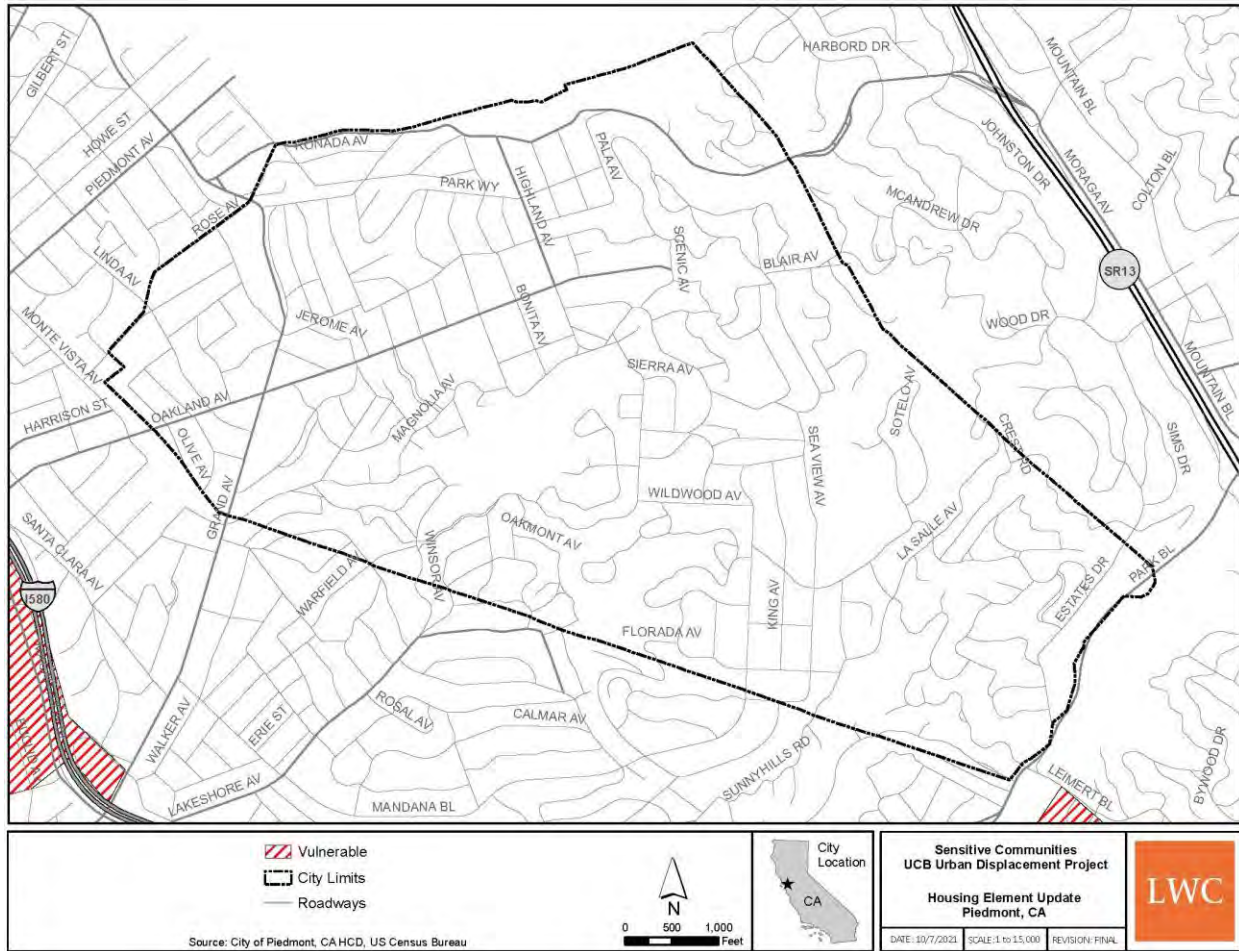 GILBERT ST
HOWE ST
PIEDMONT AV
HARBORD DR
MOUNTAIN BL
RONADA AV
PALA AV
JOHNSTON DR
MORAGA AV
COLTON BL
PARK WY
HIGHLAND AV
MCANDREW DR
ROSE AV
LINDA AV
SCENIC AV
BLAIR AV
SR13
MONTE VISTA AV
JEROME AV
BONITA AV
WOOD DR
MOUNTAIN BL
HARRISON ST
OAKLAND AV
MAGNOLIA AV
SIERRA AV
SOTELO AV
CREST RD
SIMS DR
OLIVE AV
SEA VIEW AV
GRAND AV
WILDWOOD AV
SANTA CLARA AV
OAKMONT AV
LA SALLE AV
I580
WARFIELD AV
WINSOR AV
ESTATES DR
PARK BL
KING AV
FLORADA AV
WALKER AV
ERIE ST
ROSAL AV
CALMAR AV
SUNNYHILLS RD
LAKESHORE AV
MANDANA BL
LEIMERT BL
BYWOOD DR
Vulnerable
City Limits
Roadways
Source: City of Piedmont, CA HCD, US Census Bureau
N
0 500 1,000
Feet
City
Location
CA
Sensitive Communities
UCB Urban Displacement Project
Housing Element Update
Piedmont, CA
DATE: 10/7/2021 SCALE: 1 to 15,000 REVISION: FINAL
LWC